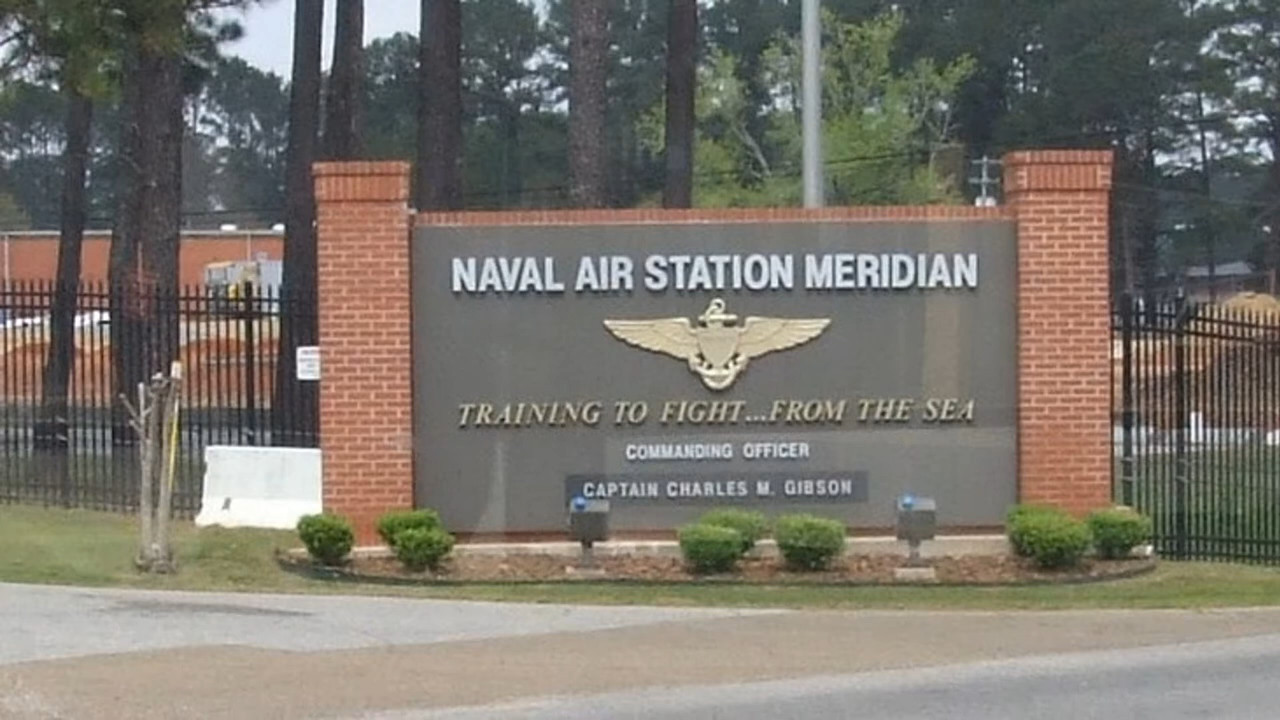 NAVAL AIR STATION MERIDIAN
TRAINING TO FIGHT...FROM THE SEA
COMMANDING OFFICER
CAPTAIN CHARLES M. GIBSON